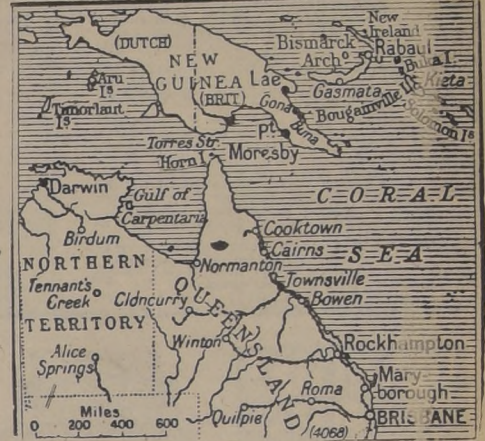 (DUTCH)
NEW
GUINEA
(BRIT)
Lae
Gona
Buna
Pt.
Moresby
Bismarck
Arch°
New
Ireland
Rabaul
Buka I.
Kieta
Gasmata
Bougainville
Solomon Is
Aru
Is
Timorlaut
Is
Torres Str.
Horn I.
Darwin
Gulf of
Carpentaria
CORAL
SEA
Birdum
NORTHERN
TERRITORY
Tennant's
Creek
Alice
Springs
Cooktown
Cairns
Normanton
Townsville
Bowen
Cloncurry
QUEENSLAND
Winton
Rockhampton
Mary-
borough
Roma
Quilpie
BRISBANE
(4068)
Miles
0 200 400 600